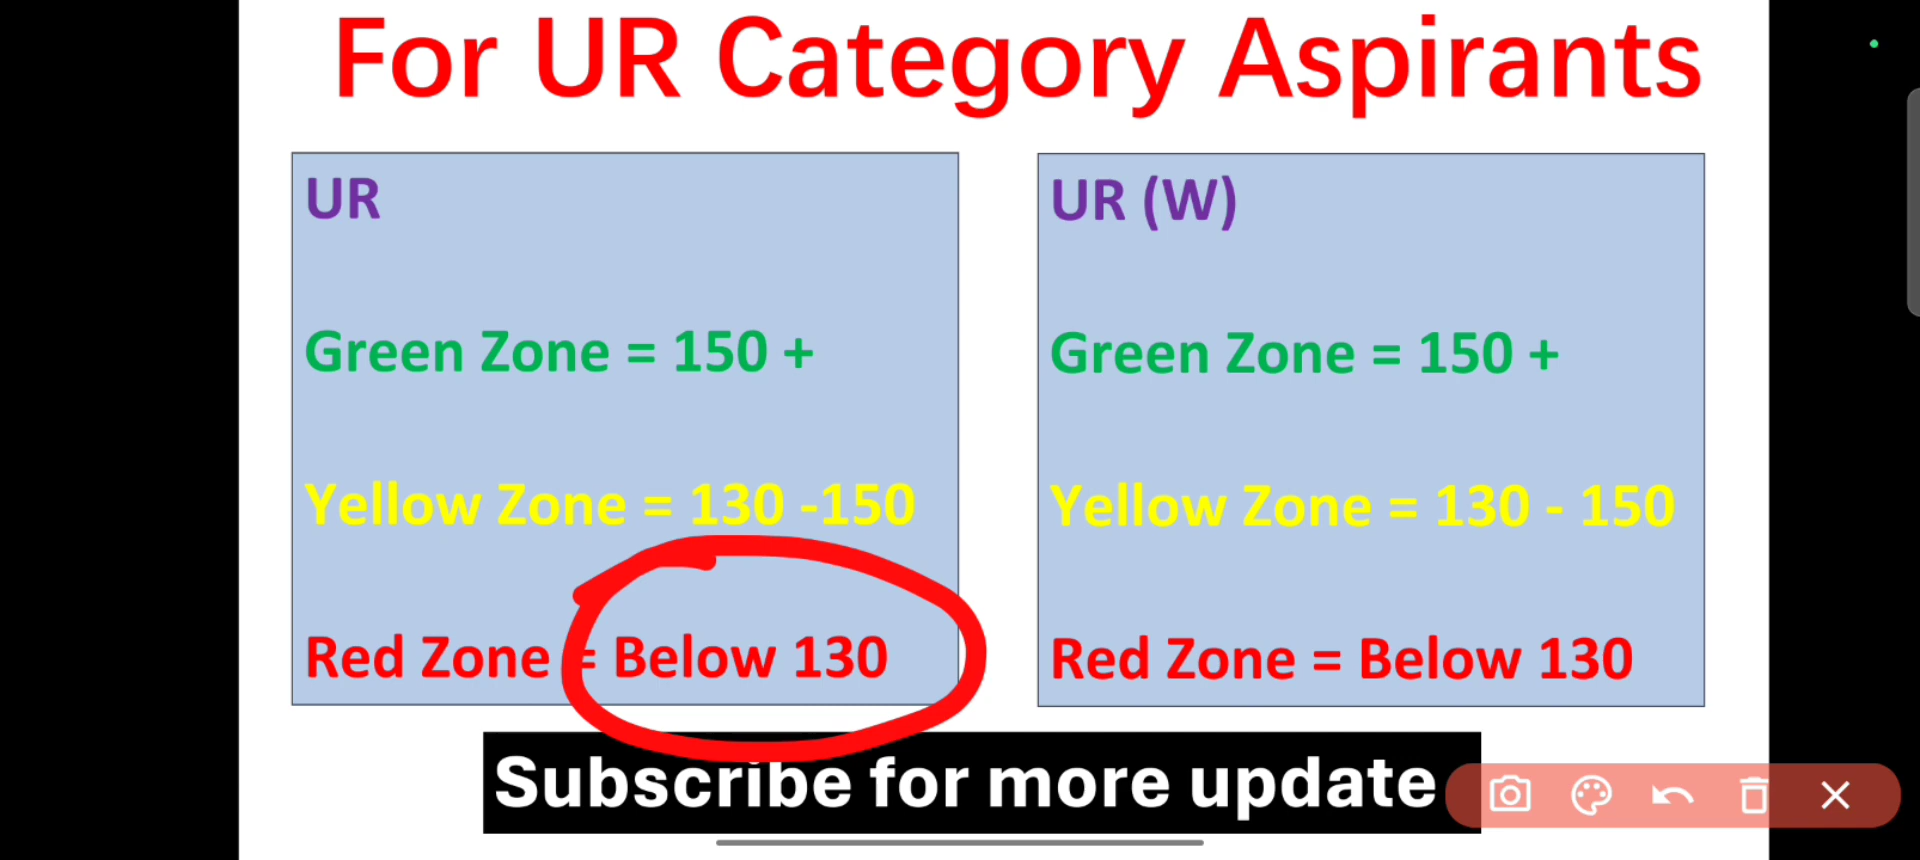 For UR Category Aspirants
UR
Green Zone = 150 +
Yellow Zone = 130 -150
Red Zone = Below 130
UR (W)
Green Zone = 150 +
Yellow Zone = 130 - 150
Red Zone = Below 130
Subscribe for more update